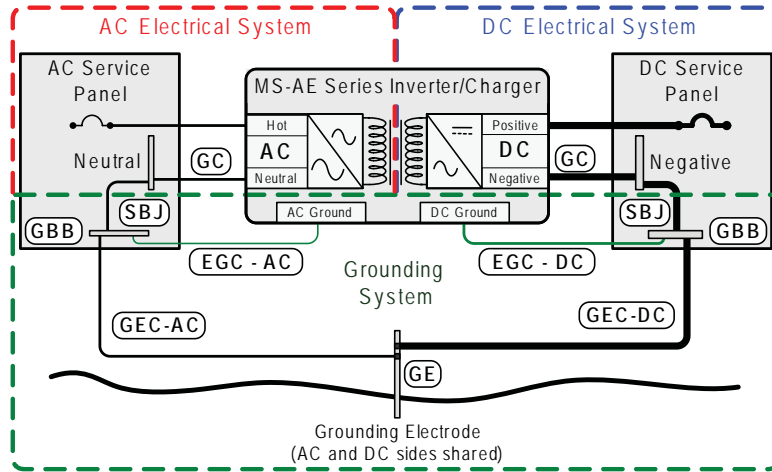 AC Electrical System
DC Electrical System
AC Service
Panel
MS-AE Series Inverter/Charger
DC Service
Panel
Hot
AC
Neutral
Positive
DC
Negative
Neutral
GC
GC
Negative
SBJ
GBB
AC Ground
DC Ground
SBJ
GBB
EGC - AC
EGC - DC
Grounding
System
GEC-AC
GEC-DC
GE
Grounding Electrode
(AC and DC sides shared)